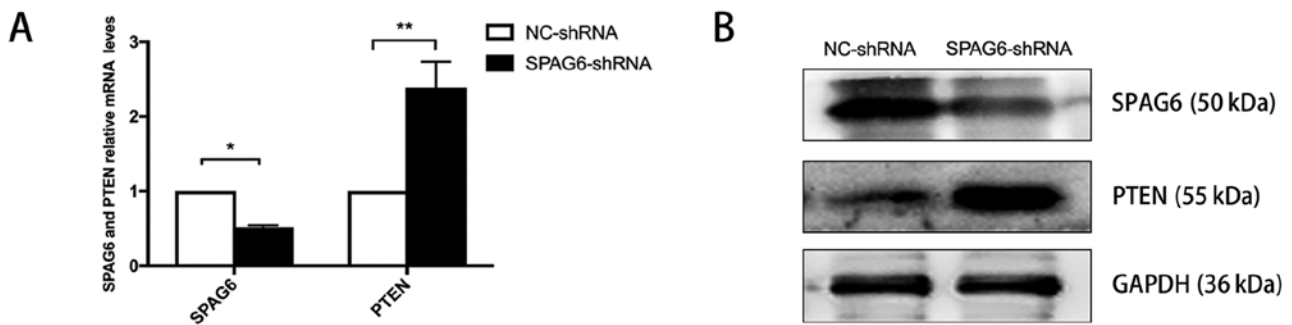 A
SPAG6 and PTEN relative mRNA levels
3
2
1
0
*
**
SPAG6
PTEN
NC-shRNA
SPAG6-shRNA
B
NC-shRNA SPAG6-shRNA
SPAG6 (50 kDa)
PTEN (55 kDa)
GAPDH (36 kDa)